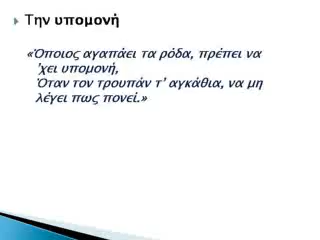 Την υπομονή
«Όποιος αγαπάει τα ρόδα, πρέπει να
'χει υπομονή,
Όταν τον τρουπάν τ' αγκάθια, να μη
λέγει πως πονεί.»